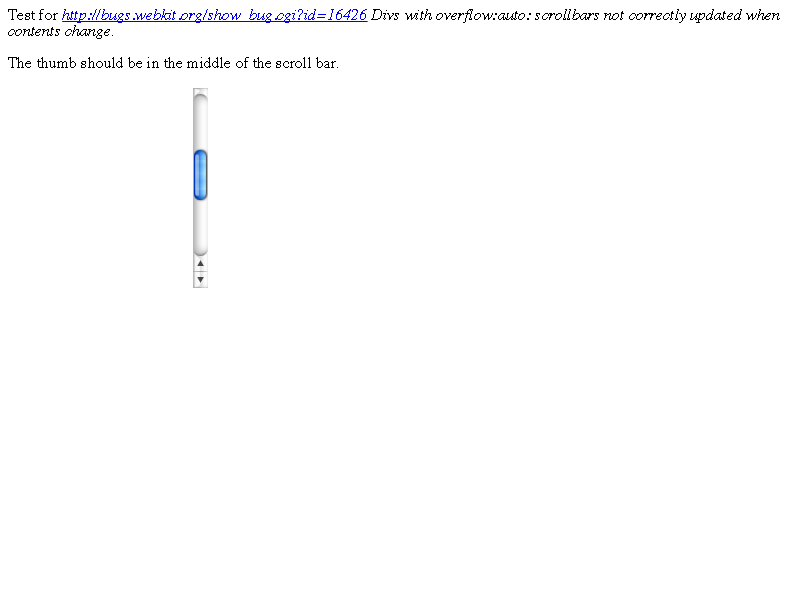 Test for http://bugs.webkit.org/show_bug.cgi?id=16426 Divs with overflow:auto: scrollbars not correctly updated when
contents change.
The thumb should be in the middle of the scroll bar.